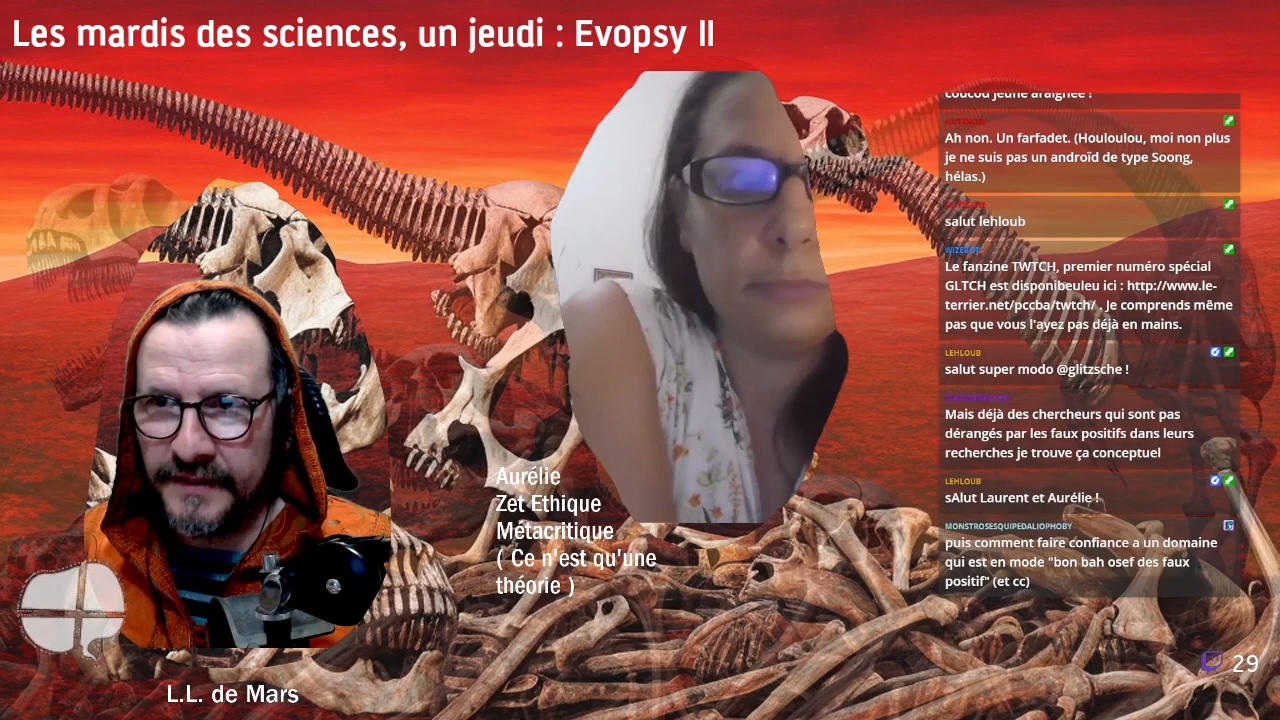 Les mardis des sciences, un jeudi : Evopsy II
coucou jeune araignée !
Ah non. Un farfadet. (Houloulou, moi non plus
je ne suis pas un androïd de type Soong,
hélas.)
salut lehloub
WIZEBOT
Le fanzine TWTCH, premier numéro spécial
GLTCH est disponibeuleu ici : http://www.le-
terrier.net/pccba/twtch/ . Je comprends même
pas que vous l'ayez pas déjà en mains.
LEHLOUB
salut super modo @glitzsche !
Mais déjà des chercheurs qui sont pas
dérangés par les faux positifs dans leurs
recherches je trouve ça conceptuel
LEHLOUB
sAlut Laurent et Aurélie !
MONSTROSESQUIPEDALIOPHOBY
puis comment faire confiance a un domaine
qui est en mode "bon bah osef des faux
positif" (et cc)
Aurélie
Zet Ethique
Métacritique
( Ce n'est qu'une
théorie )
29
L.L. de Mars